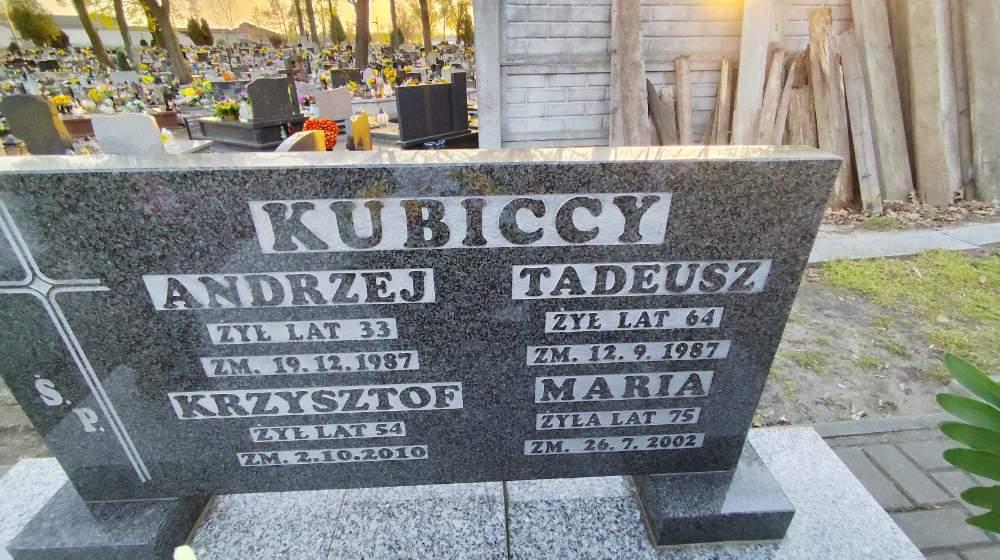 KUBICCY
Ś.
P.
ANDRZEJ
ŻYŁ LAT 33
ZM. 19.12.1987
KRZYSZTOF
ŻYŁ LAT 54
ZM. 2.10.2010
TADEUSZ
ŻYŁ LAT 64
ZM. 12.9.1987
MARIA
ŻYŁA LAT 75
ZM. 26.7.2002